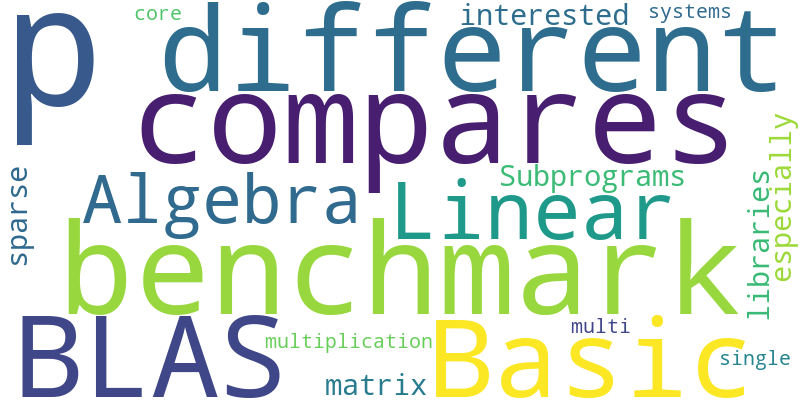 core
interested
systems
p
different
compares
sparse
Algebra
Linear
Subprograms
libraries
especially
benchmark
BLAS
multiplication
multi
Basic
matrix
single